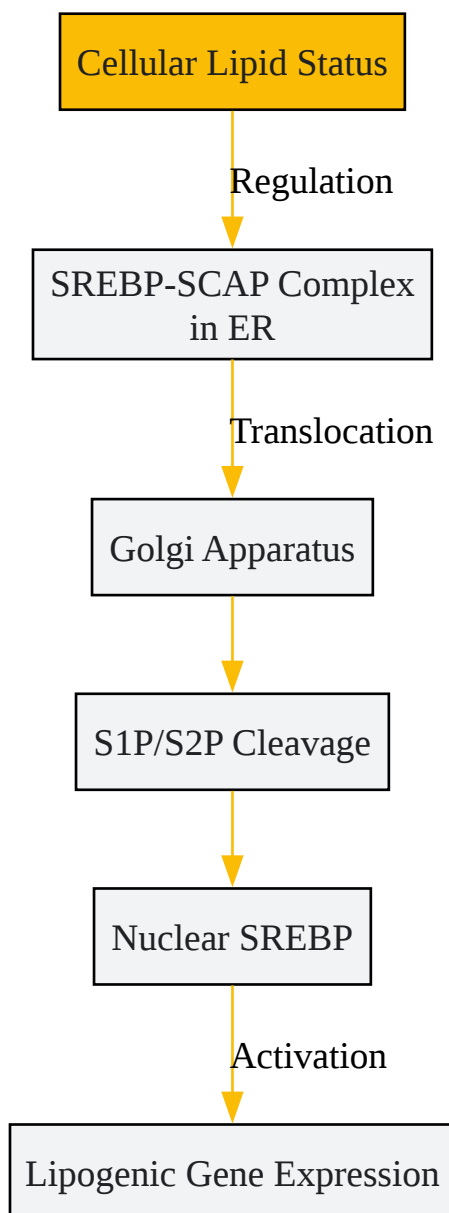 Cellular Lipid Status
Regulation
SREBP-SCAP Complex
in ER
Translocation
Golgi Apparatus
S1P/S2P Cleavage
Nuclear SREBP
Activation
Lipogenic Gene Expression